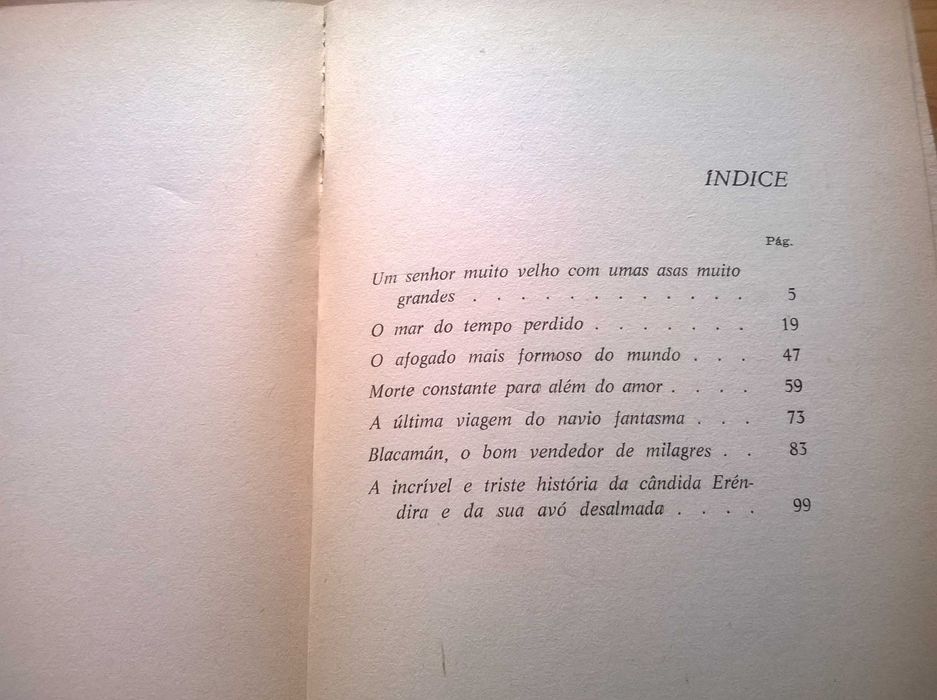 ÍNDICE
Pág.
Um senhor muito velho com umas asas muito
grandes . . . . . . . . . . . . 5
O mar do tempo perdido . . . . . . . 19
O afogado mais formoso do mundo . . . 47
Morte constante para além do amor . . . . 59
A última viagem do navio fantasma . . . 73
Blacamán, o bom vendedor de milagres . . 83
A incrível e triste história da cândida Erén-
dira e da sua avó desalmada . . . . 99